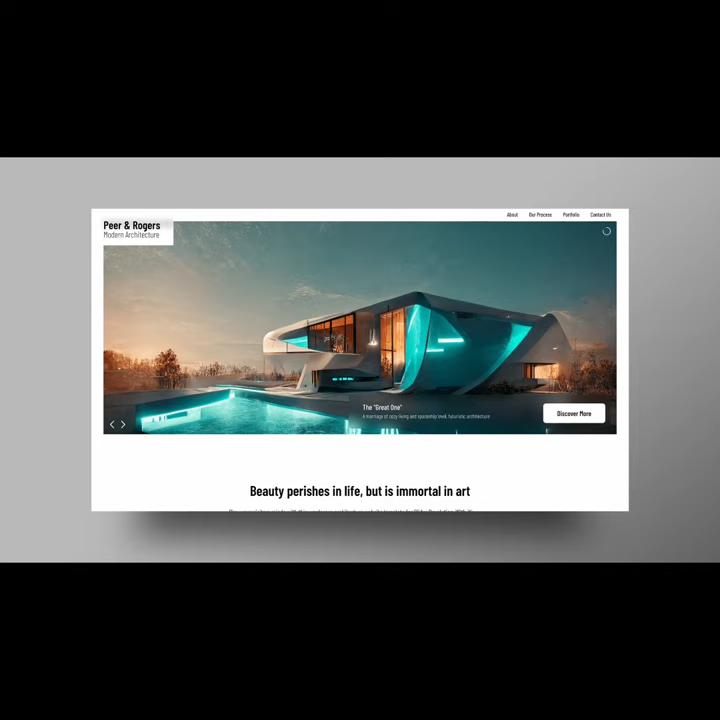 About Our Process Portfolio Contact Us
Peer & Rogers
Modern Architecture
The "Great One"
A marriage of cozy living and spaceship level, futuristic architecture
Discover More
Beauty perishes in life, but is immortal in art